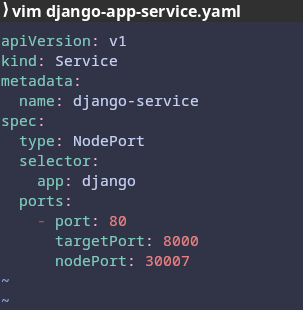 ⟩ vim django-app-service.yaml
apiVersion: v1
kind: Service
metadata:
  name: django-service
spec:
  type: NodePort
  selector:
    app: django
  ports:
    - port: 80
      targetPort: 8000
      nodePort: 30007
~
~